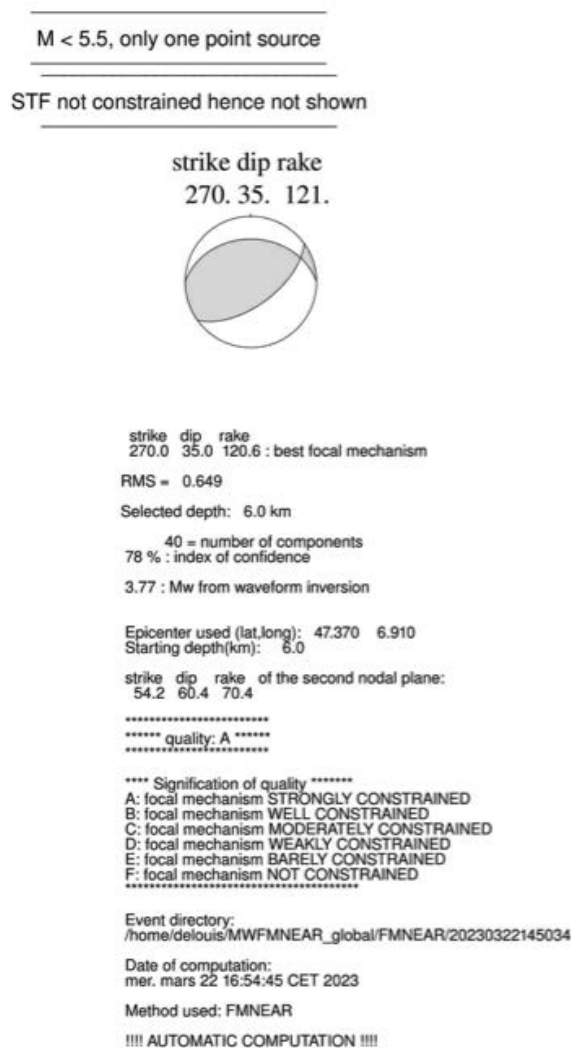 M < 5.5, only one point source
STF not constrained hence not shown
strike dip rake
270. 35. 121.
strike dip rake
270.0 35.0 120.6 : best focal mechanism
RMS = 0.649
Selected depth: 6.0 km
40 = number of components
78 % : index of confidence
3.77 : Mw from waveform inversion
Epicenter used (lat,long): 47.370 6.910
Starting depth(km): 6.0
strike dip rake of the second nodal plane:
54.2 60.4 70.4
************************
****** quality: A ******
************************
**** Signification of quality *******
A: focal mechanism STRONGLY CONSTRAINED
B: focal mechanism WELL CONSTRAINED
C: focal mechanism MODERATELY CONSTRAINED
D: focal mechanism WEAKLY CONSTRAINED
E: focal mechanism BARELY CONSTRAINED
F: focal mechanism NOT CONSTRAINED
***************************************
Event directory:
/home/delouis/MWFMNEAR_global/FMNEAR/20230322145034
Date of computation:
mer. mars 22 16:54:45 CET 2023
Method used: FMNEAR
!!!! AUTOMATIC COMPUTATION !!!!